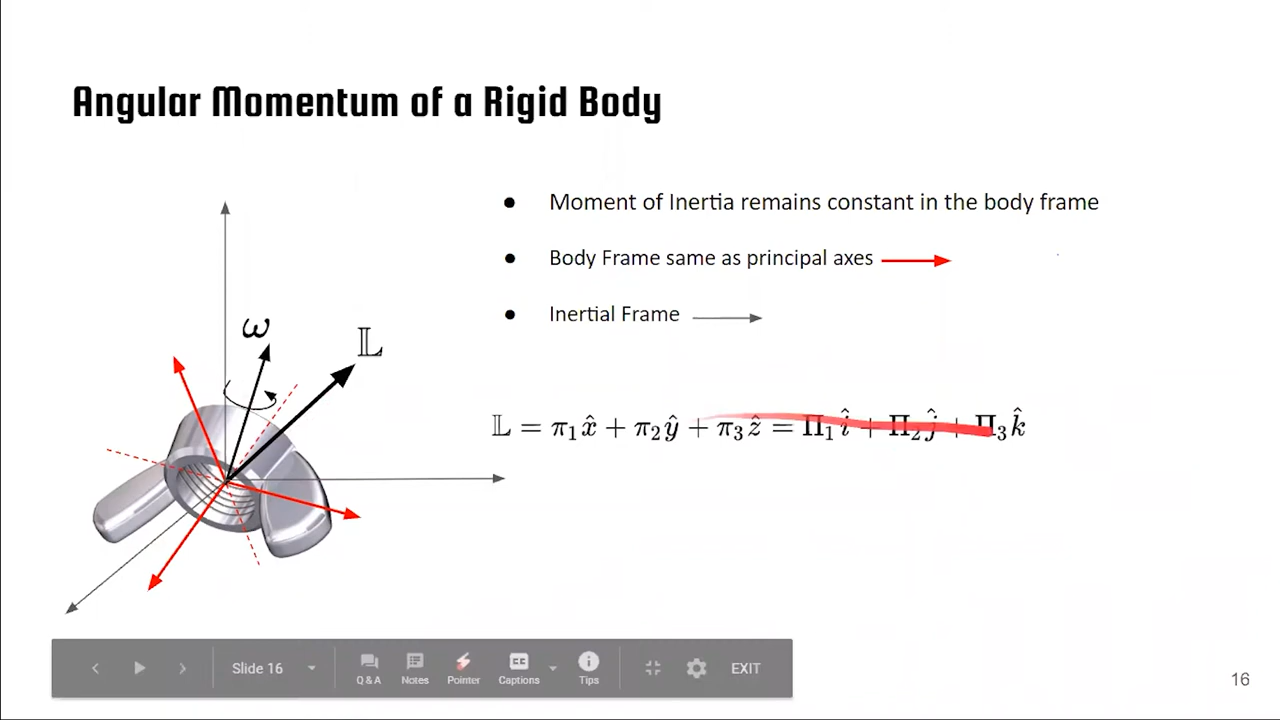 Angular Momentum of a Rigid Body
● Moment of Inertia remains constant in the body frame
● Body Frame same as principal axes
● Inertial Frame
ω
𝕃
𝕃 = π₁x̂ + π₂ŷ + π₃ẑ = Π₁î + Π₂ĵ + Π₃k̂
Slide 16
Q & A
Notes
Pointer
CC
Captions
Tips
EXIT
16